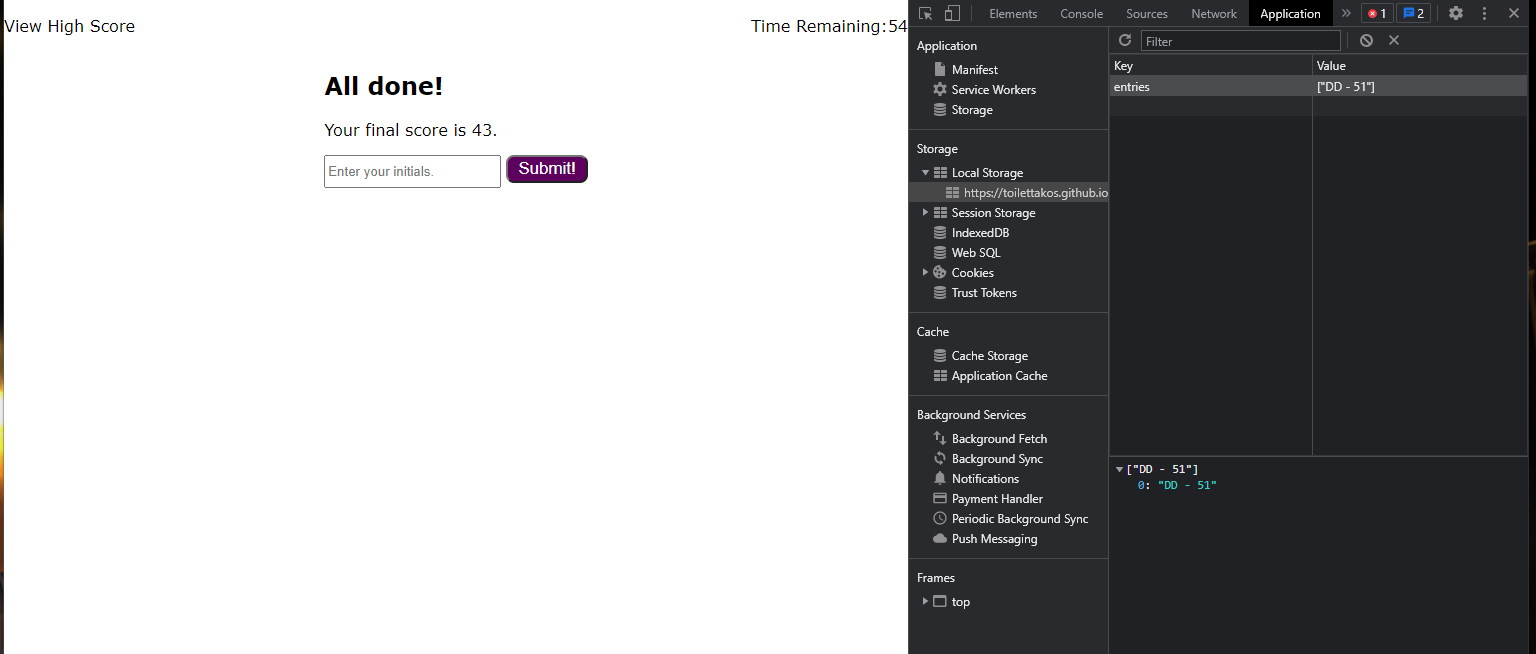 View High Score
Time Remaining:54
All done!
Your final score is 43.
Enter your initials.
Submit!
Elements
Console
Sources
Network
Application
»
1
2
Application
Manifest
Service Workers
Storage
Storage
Local Storage
https://toilettakos.github.io
Session Storage
IndexedDB
Web SQL
Cookies
Trust Tokens
Cache
Cache Storage
Application Cache
Background Services
Background Fetch
Background Sync
Notifications
Payment Handler
Periodic Background Sync
Push Messaging
Frames
top
Filter
Key
Value
entries
["DD - 51"]
["DD - 51"]
0: "DD - 51"